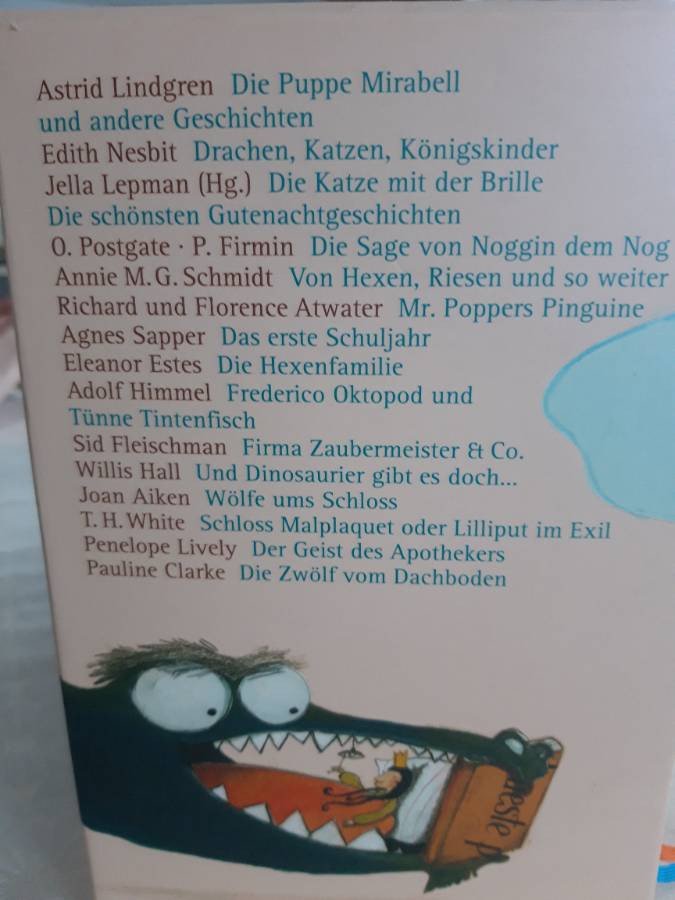 Astrid Lindgren Die Puppe Mirabell
und andere Geschichten
Edith Nesbit Drachen, Katzen, Königskinder
Jella Lepman (Hg.) Die Katze mit der Brille
Die schönsten Gutenachtgeschichten
O. Postgate · P. Firmin Die Sage von Noggin dem Nog
Annie M. G. Schmidt Von Hexen, Riesen und so weiter
Richard und Florence Atwater Mr. Poppers Pinguine
Agnes Sapper Das erste Schuljahr
Eleanor Estes Die Hexenfamilie
Adolf Himmel Frederico Oktopod und
Tünne Tintenfisch
Sid Fleischman Firma Zaubermeister & Co.
Willis Hall Und Dinosaurier gibt es doch...
Joan Aiken Wölfe ums Schloss
T. H. White Schloss Malplaquet oder Lilliput im Exil
Penelope Lively Der Geist des Apothekers
Pauline Clarke Die Zwölf vom Dachboden